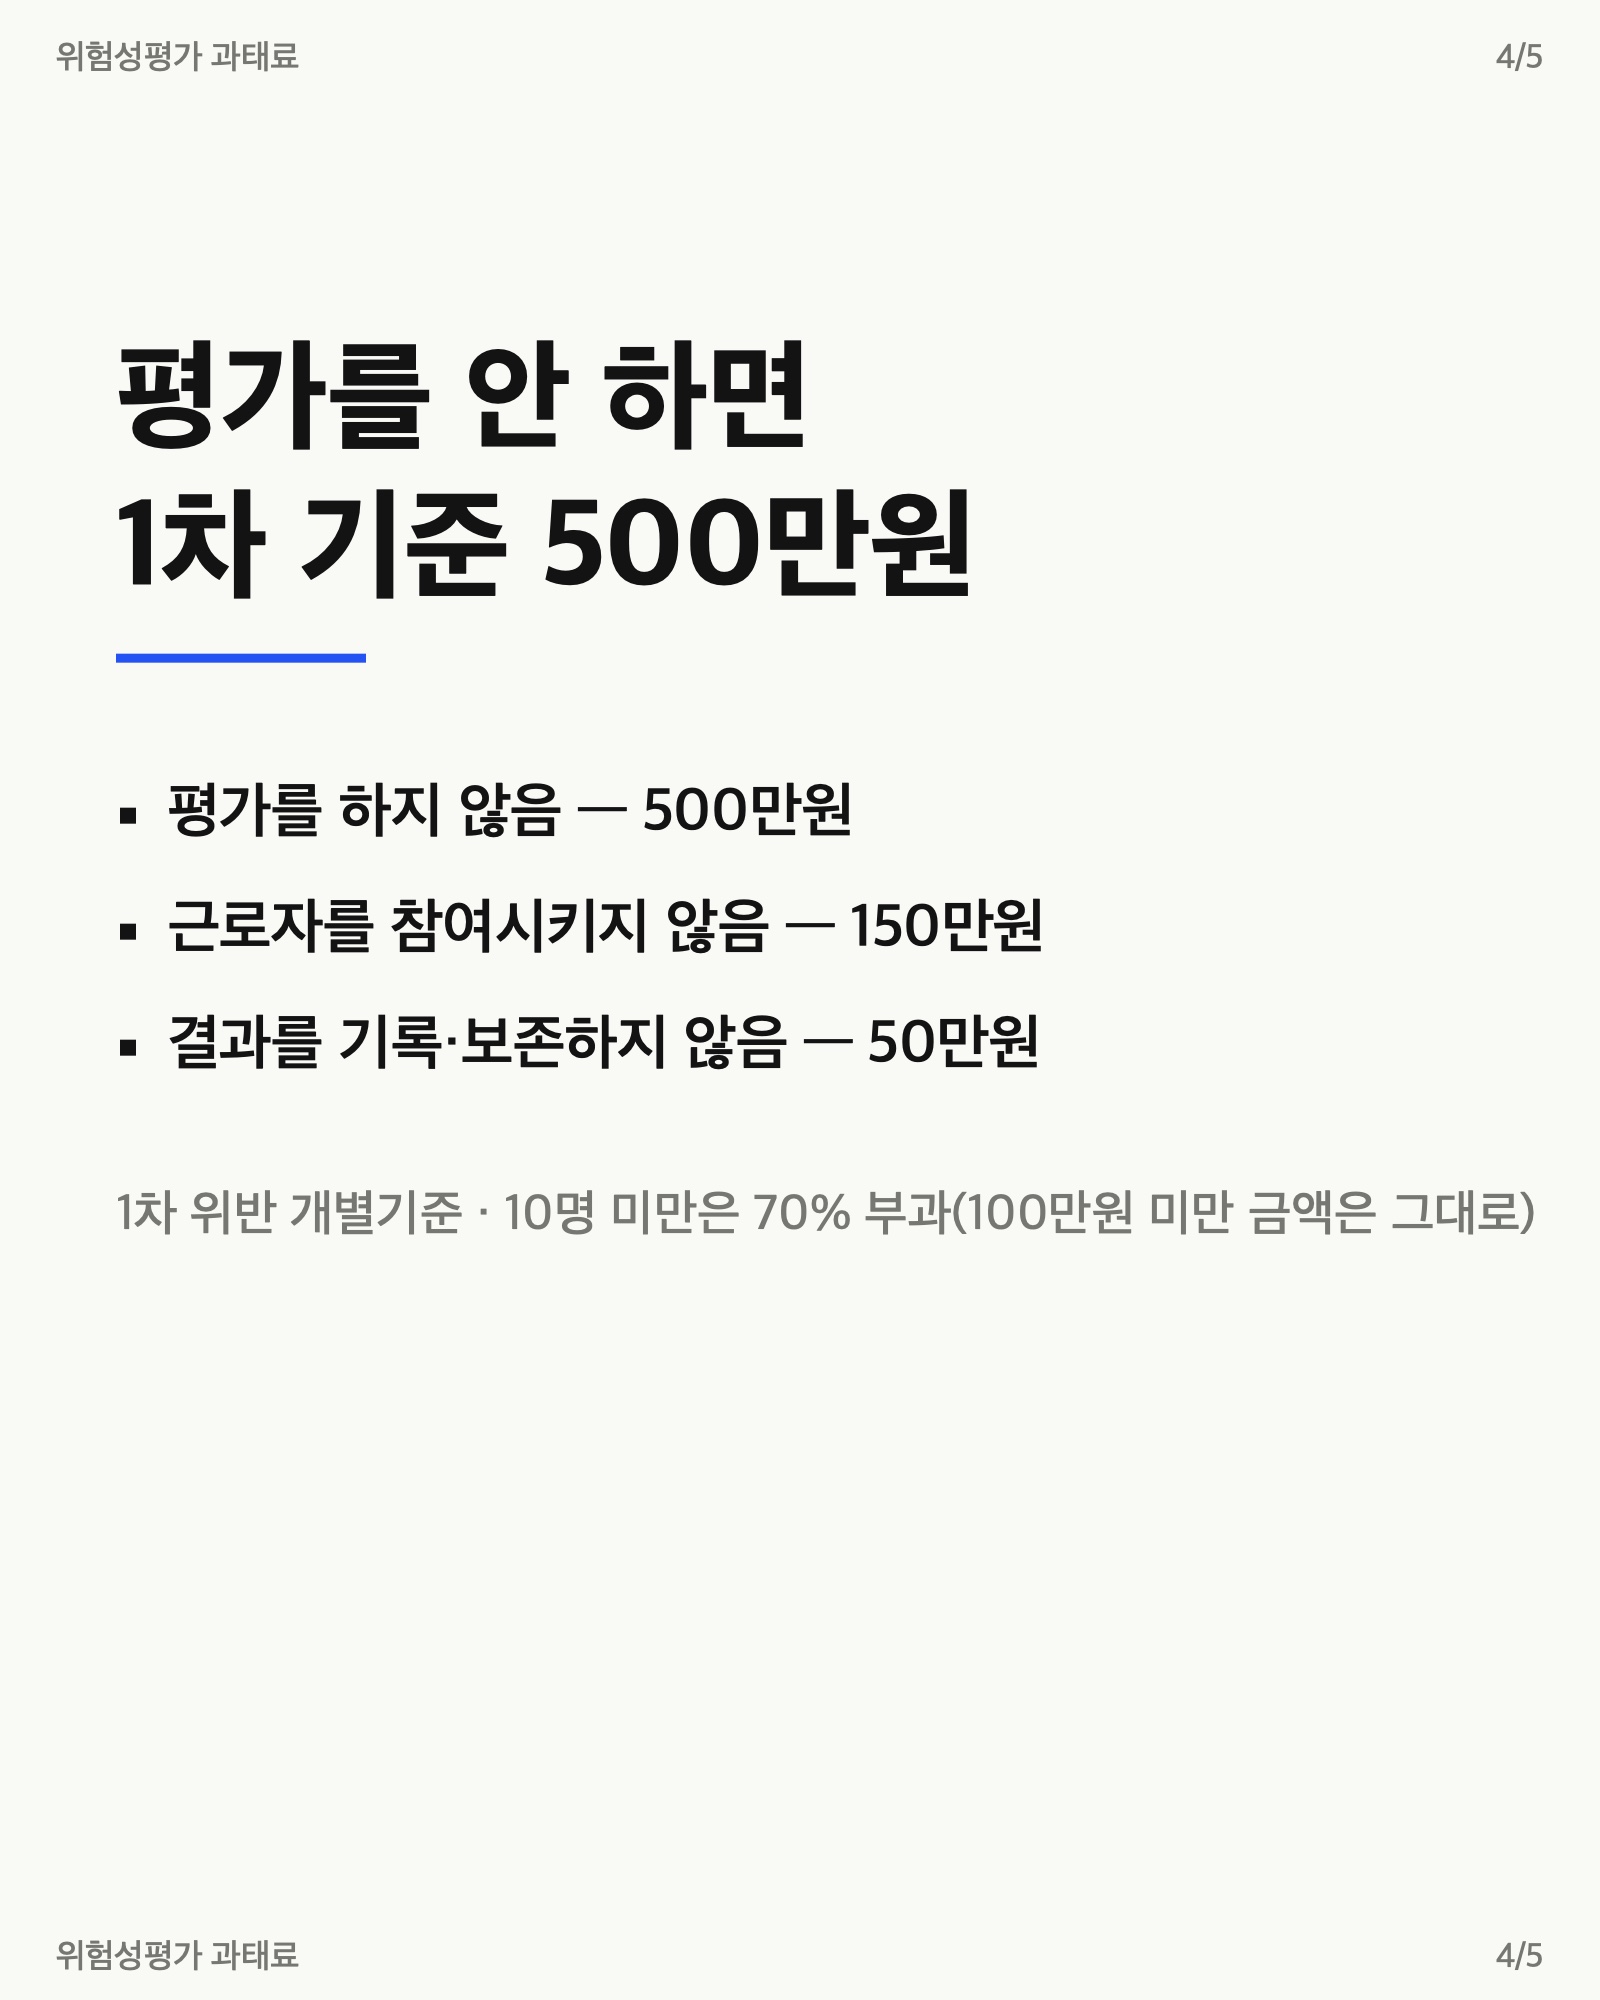 위험성평가 과태료
4/5
평가를 안 하면
1차 기준 500만원
▪ 평가를 하지 않음 — 500만원
▪ 근로자를 참여시키지 않음 — 150만원
▪ 결과를 기록·보존하지 않음 — 50만원
1차 위반 개별기준 · 10명 미만은 70% 부과(100만원 미만 금액은 그대로)
위험성평가 과태료
4/5